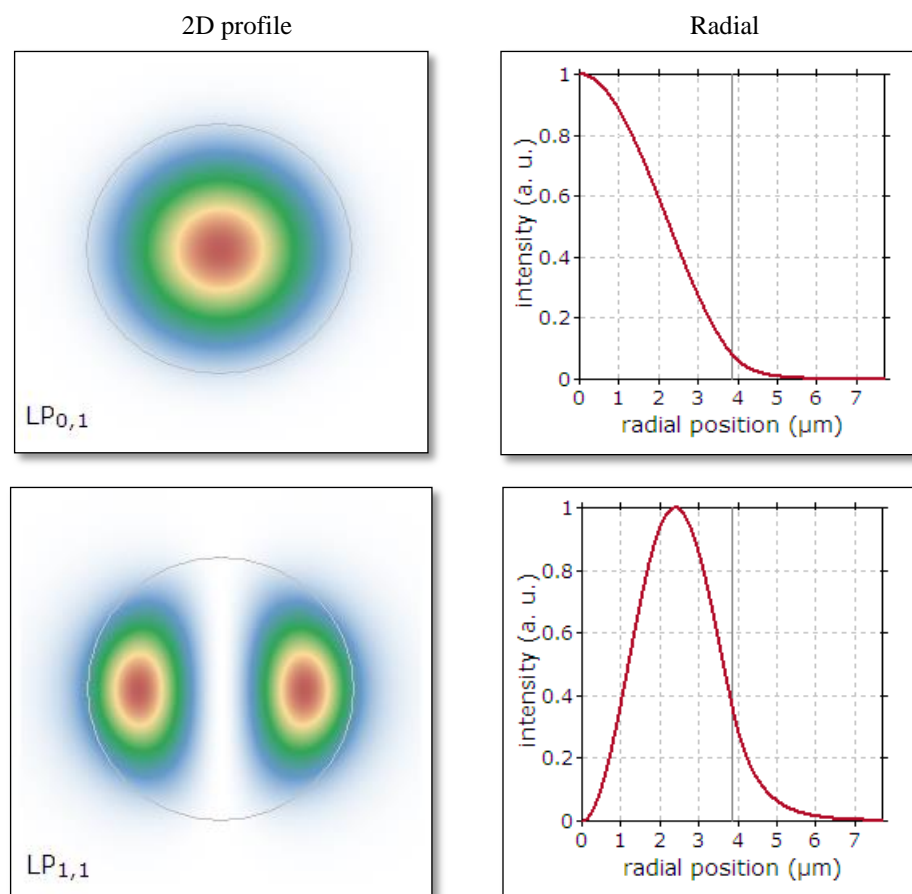 2D profile
Radial
LP0,1
intensity (a. u.)
1
0.8
0.6
0.4
0.2
0
0 1 2 3 4 5 6 7
radial position (μm)
LP1,1
intensity (a. u.)
1
0.8
0.6
0.4
0.2
0
0 1 2 3 4 5 6 7
radial position (μm)